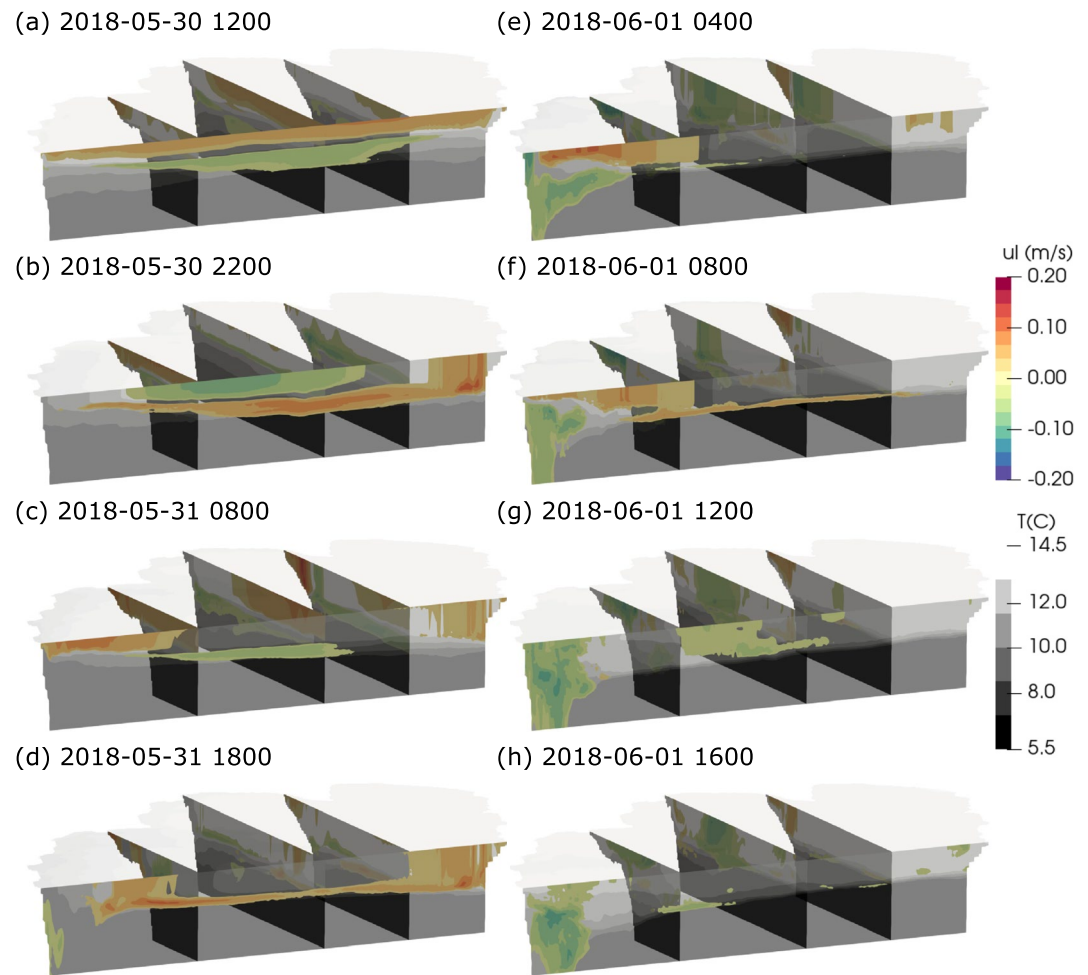 (a) 2018-05-30 1200
(e) 2018-06-01 0400
(b) 2018-05-30 2200
(f) 2018-06-01 0800
ul (m/s)
0.20
0.10
0.00
-0.10
-0.20
(c) 2018-05-31 0800
(g) 2018-06-01 1200
T(C)
14.5
12.0
10.0
8.0
5.5
(d) 2018-05-31 1800
(h) 2018-06-01 1600